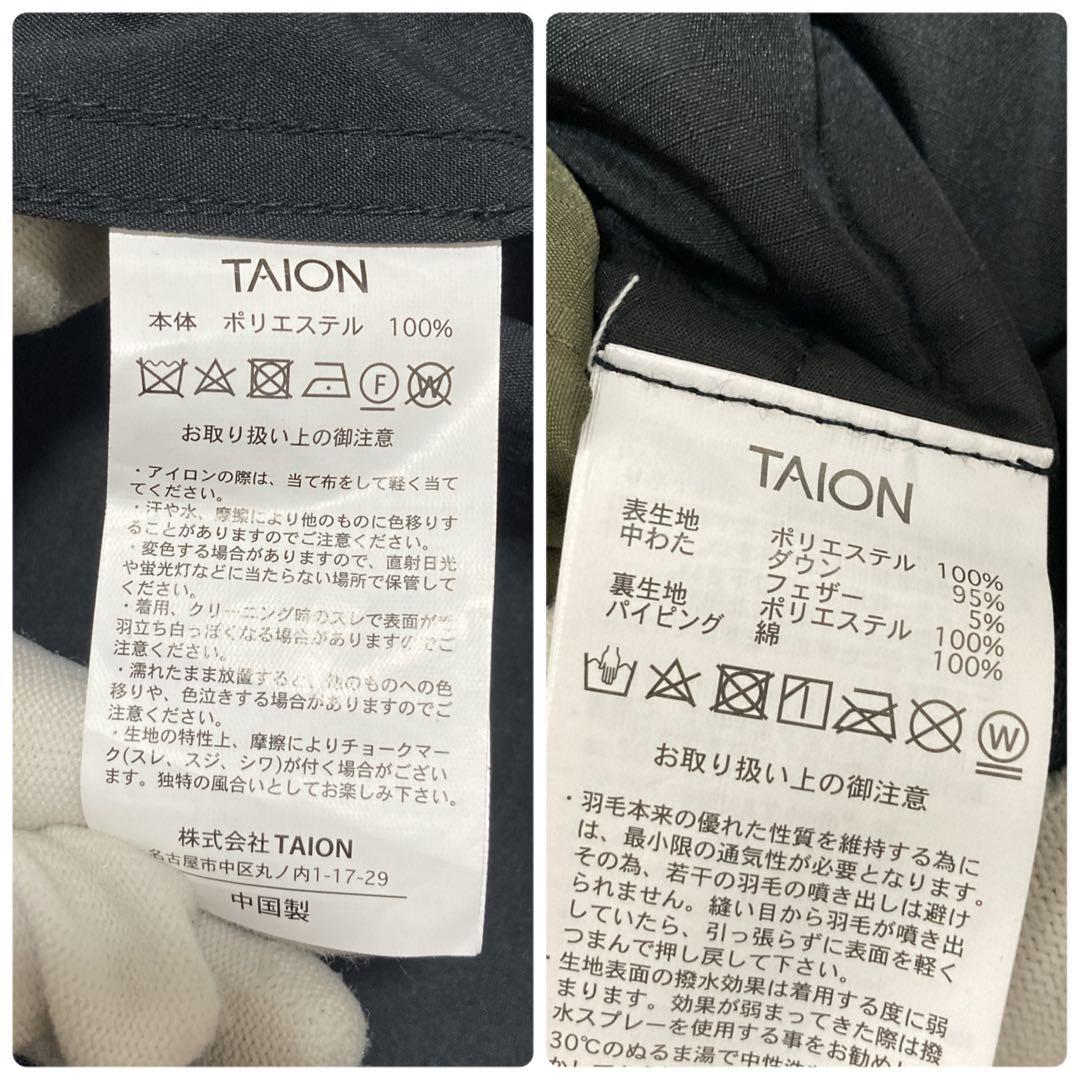 TAION
本体 ポリエステル 100%
F W
お取り扱い上の御注意
・アイロンの際は、当て布をして軽く当て
てください。
・汗や水、摩擦により他のものに色移りす
ることがありますのでご注意ください。
・変色する場合がありますので、直射日光
や蛍光灯などに当たらない場所で保管して
ください。
・着用、クリーニング時のスレで表面が毛
羽立ち白っぽくなる場合がありますのでご
注意ください。
・濡れたまま放置すると、他のものへの色
移りや、色泣きする場合がありますのでご
注意ください。
・生地の特性上、摩擦によりチョークマー
ク(スレ、スジ、シワ)が付く場合がござい
ます。独特の風合いとしてお楽しみ下さい。
株式会社 TAION
名古屋市中区丸ノ内1-17-29
中国製
TAION
表生地 ポリエステル 100%
中わた ダウン 95%
フェザー 5%
裏生地 ポリエステル 100%
パイピング 綿 100%
W
お取り扱い上の御注意
・羽毛本来の優れた性質を維持する為に
は、最小限の通気性が必要となります。
その為、若干の羽毛の噴き出しは避け
られません。縫い目から羽毛が噴き出
していたら、引っ張らずに表面を軽く
つまんで押し戻して下さい。
・生地表面の撥水効果は着用する度に弱
まります。効果が弱まってきた際は撥
水スプレーを使用する事をお勧めし
30℃のぬるま湯で中性洗